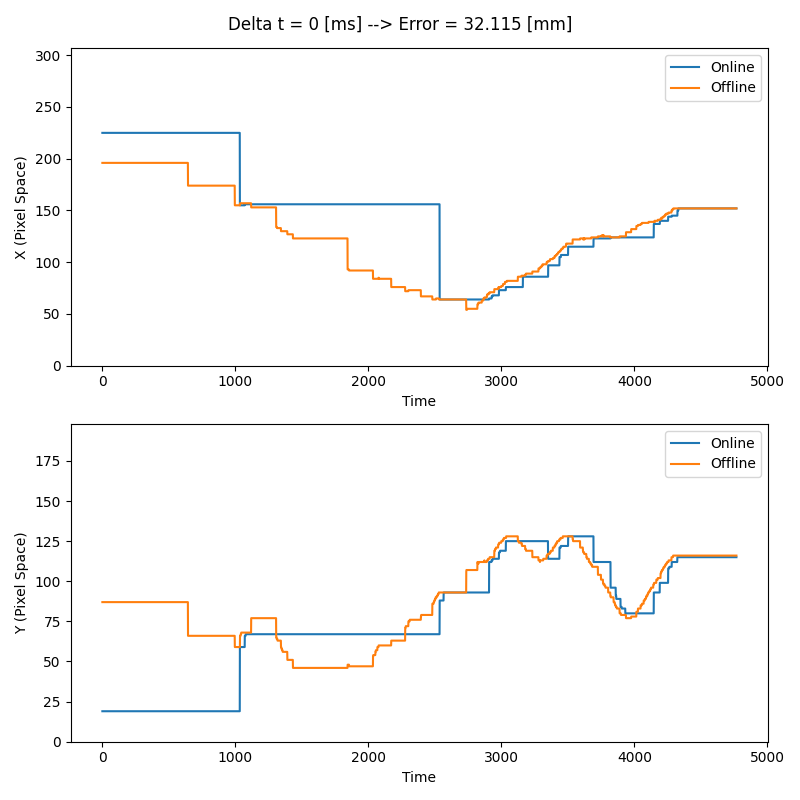 Delta t = 0 [ms] --> Error = 32.115 [mm]
300
250
200
150
100
50
0
X (Pixel Space)
Online
Offline
0 1000 2000 3000 4000 5000
Time
175
150
125
100
75
50
25
0
Y (Pixel Space)
Online
Offline
0 1000 2000 3000 4000 5000
Time